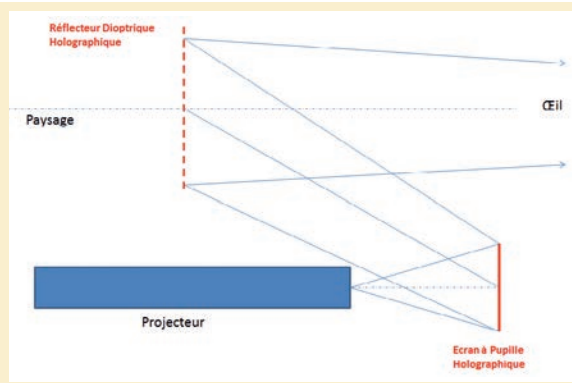 Réflecteur Dioptrique
Holographique
Paysage
Œil
Projecteur
Ecran à Pupille
Holographique